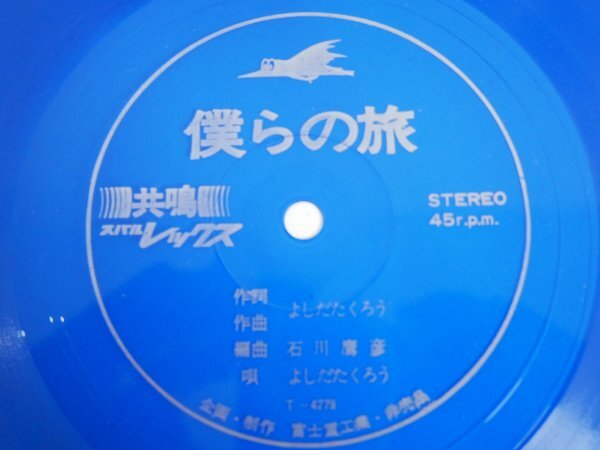 僕らの旅
共鳴
スバル レックス
STEREO
45r.p.m.
作詞
作曲 よしだたくろう
編曲 石川鷹彦
唄 よしだたくろう
T-4779
企画・制作 富士重工業・非売品